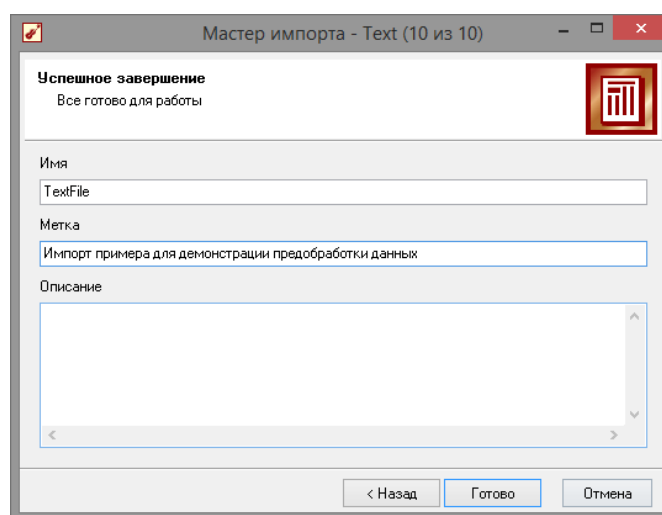 Мастер импорта - Text (10 из 10)
Успешное завершение
Все готово для работы
Имя
TextFile
Метка
Импорт примера для демонстрации предобработки данных
Описание
< Назад Готово Отмена